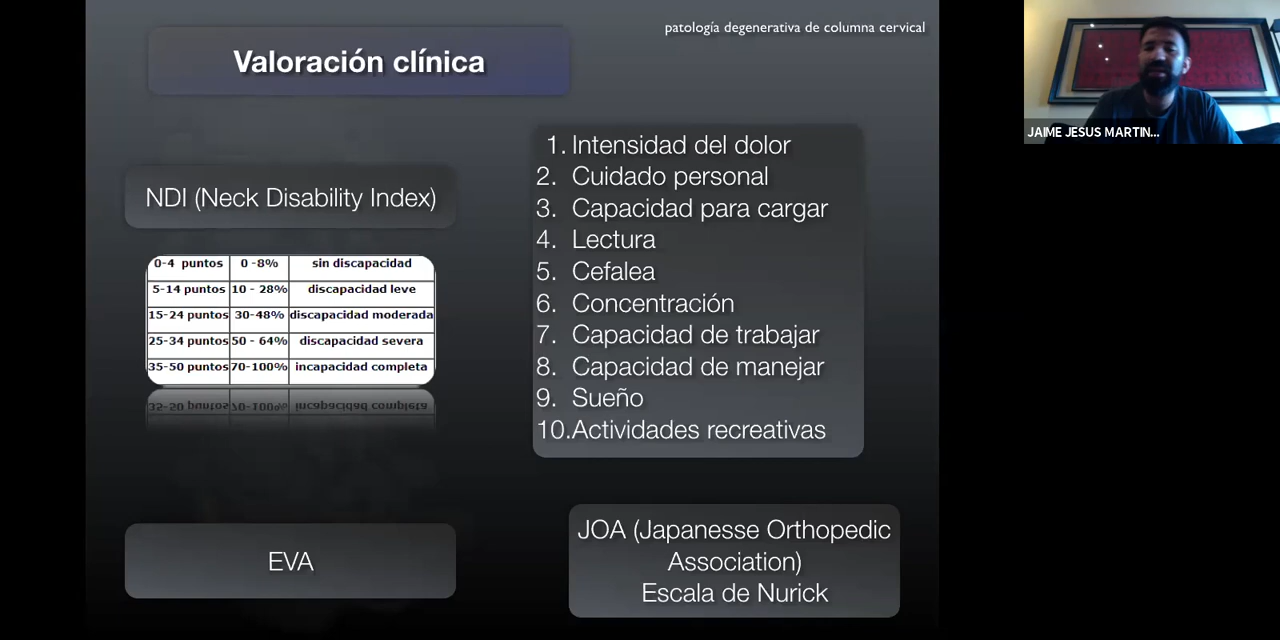 patología degenerativa de columna cervical
Valoración clínica
NDI (Neck Disability Index)
0-4 puntos 0 -8% sin discapacidad
5-14 puntos 10 - 28% discapacidad leve
15-24 puntos 30-48% discapacidad moderada
25-34 puntos 50 - 64% discapacidad severa
35-50 puntos 70-100% incapacidad completa
1. Intensidad del dolor
2. Cuidado personal
3. Capacidad para cargar
4. Lectura
5. Cefalea
6. Concentración
7. Capacidad de trabajar
8. Capacidad de manejar
9. Sueño
10.Actividades recreativas
EVA
JOA (Japanesse Orthopedic
Association)
Escala de Nurick
JAIME JESUS MARTIN...